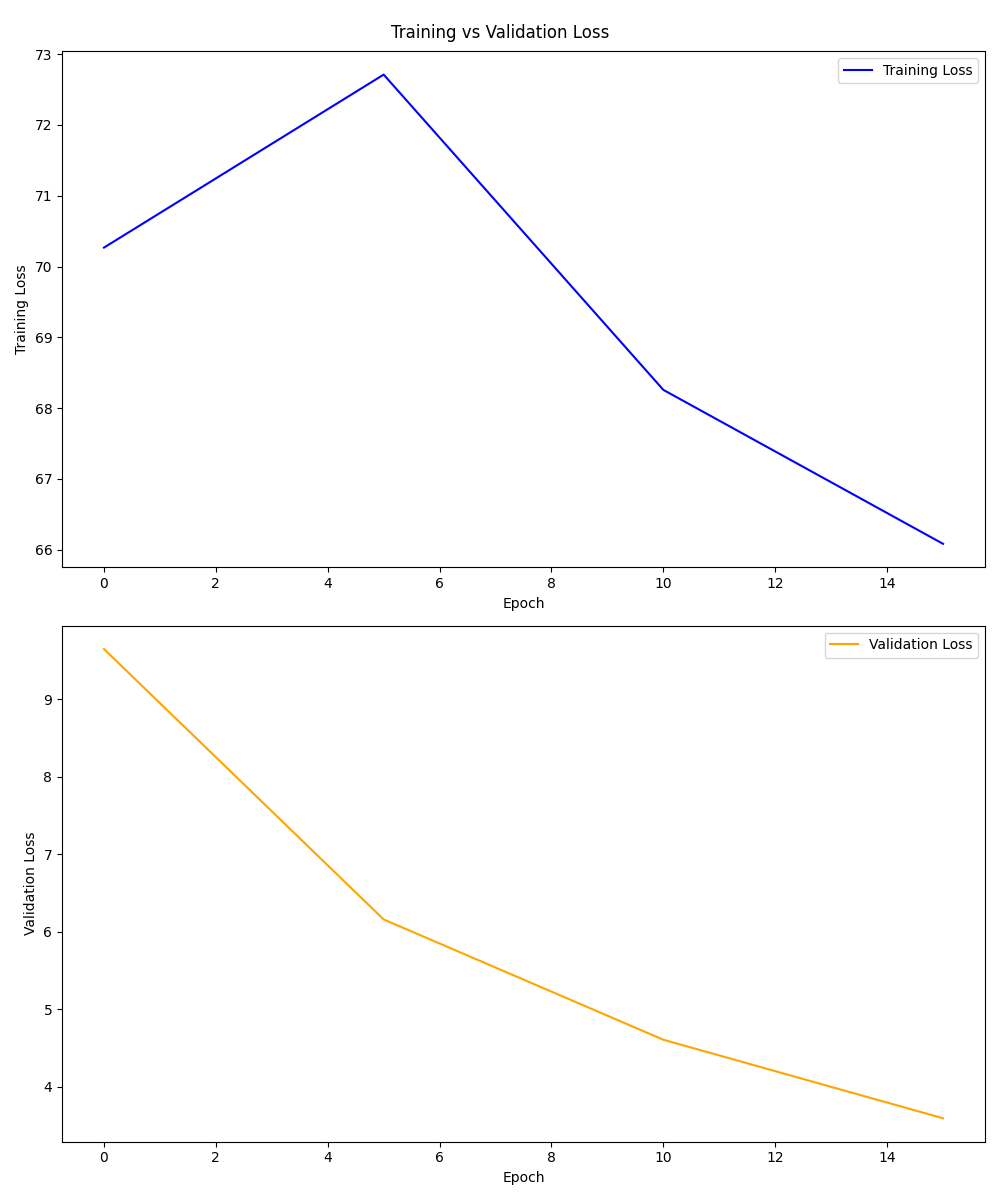 Training vs Validation Loss
73
72
71
70
69
68
67
66
Training Loss
Training Loss
0 2 4 6 8 10 12 14
Epoch
9
8
7
6
5
4
Validation Loss
Validation Loss
0 2 4 6 8 10 12 14
Epoch